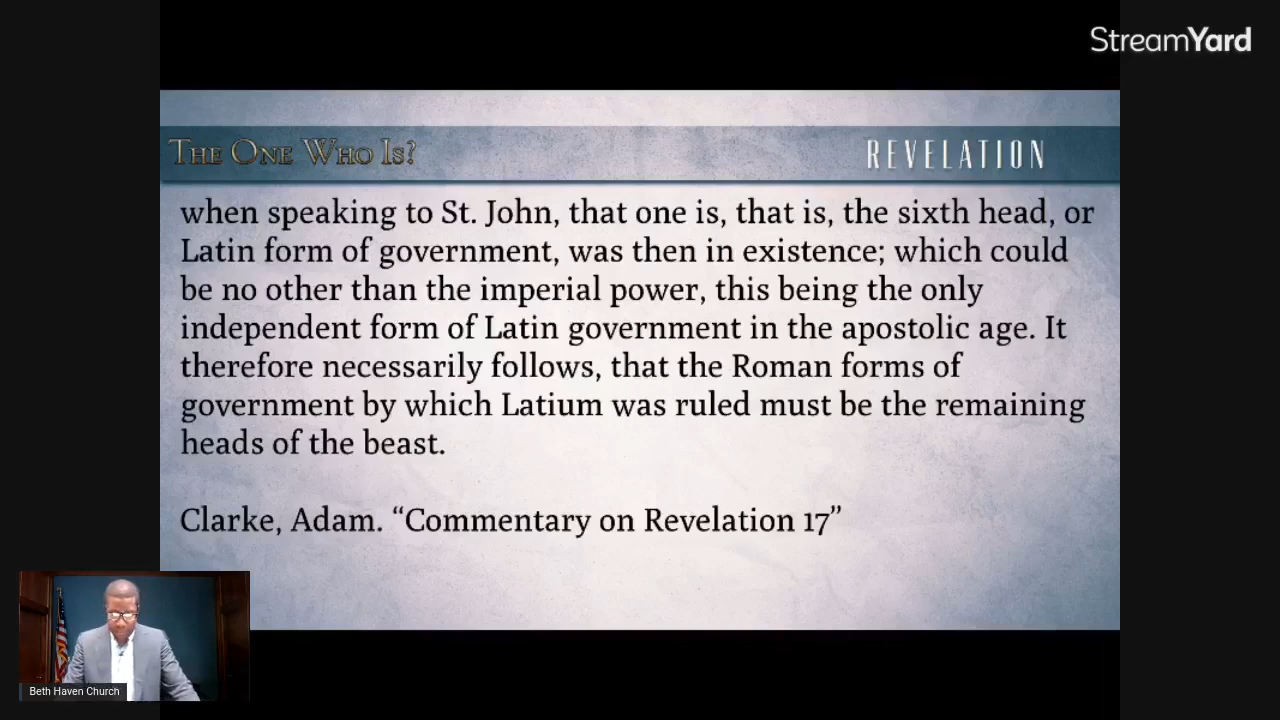 StreamYard
THE ONE WHO IS?
REVELATION
when speaking to St. John, that one is, that is, the sixth head, or
Latin form of government, was then in existence; which could
be no other than the imperial power, this being the only
independent form of Latin government in the apostolic age. It
therefore necessarily follows, that the Roman forms of
government by which Latium was ruled must be the remaining
heads of the beast.
Clarke, Adam. “Commentary on Revelation 17”
Beth Haven Church